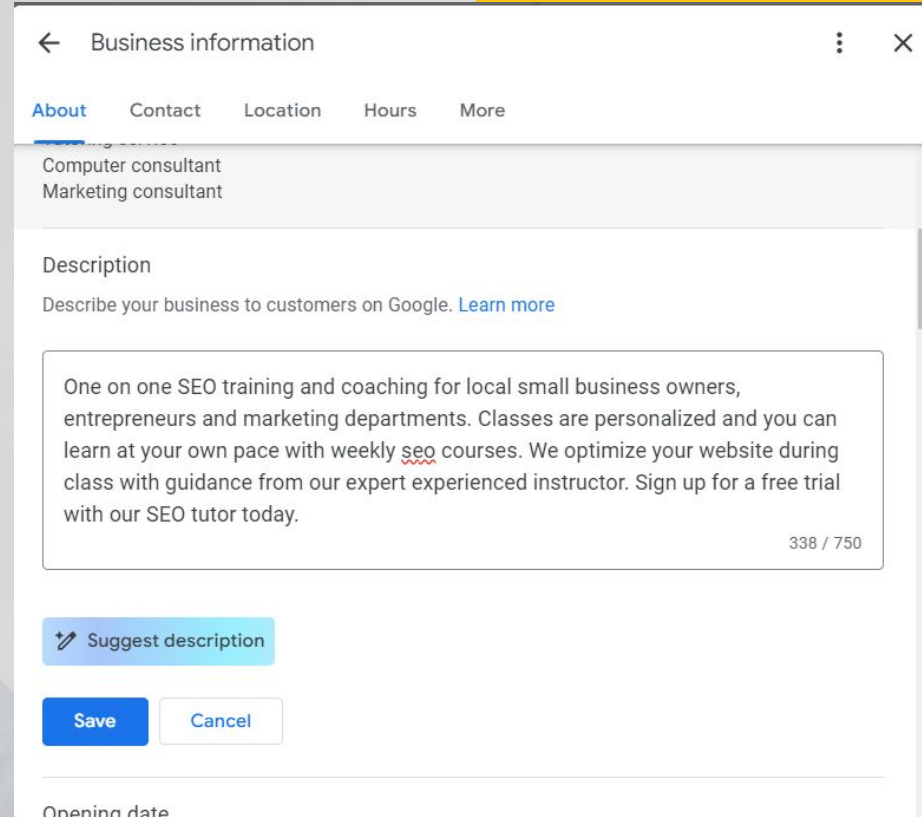 Business information
About Contact Location Hours More
Computer consultant
Marketing consultant
Description
Describe your business to customers on Google. Learn more
One on one SEO training and coaching for local small business owners,
entrepreneurs and marketing departments. Classes are personalized and you can
learn at your own pace with weekly seo courses. We optimize your website during
class with guidance from our expert experienced instructor. Sign up for a free trial
with our SEO tutor today.
338 / 750
Suggest description
Save Cancel
Opening date